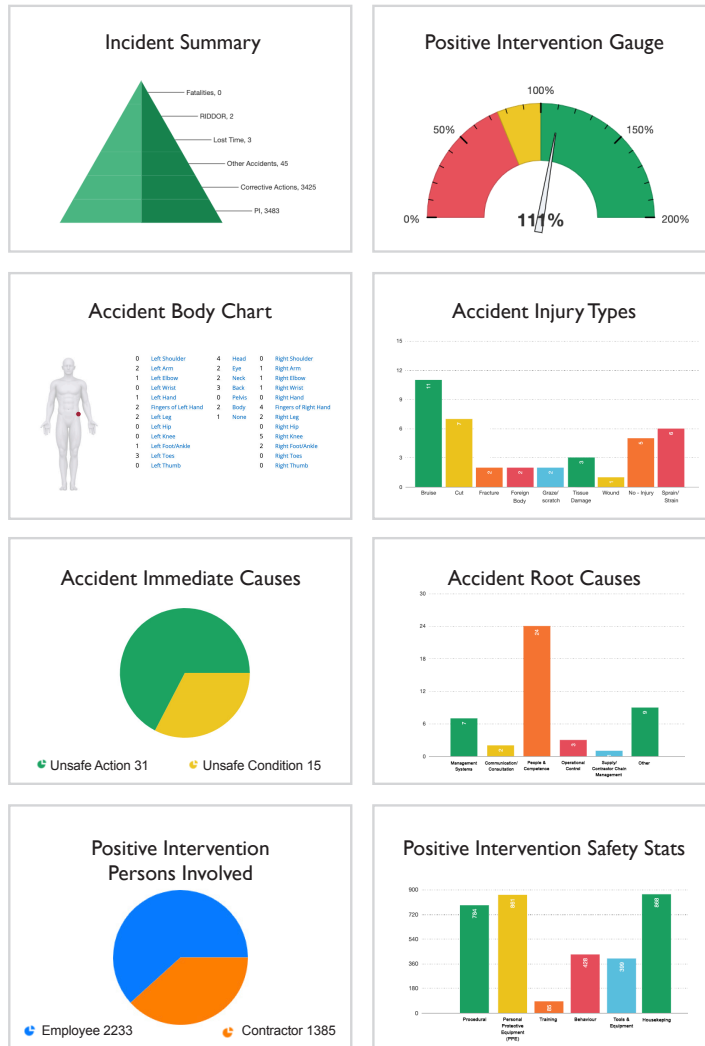 Incident Summary
Fatalities, 0
RIDDOR, 2
Lost Time, 3
Other Accidents, 45
Corrective Actions, 3425
PI, 3483
Positive Intervention Gauge
0%
50%
100%
150%
200%
111%
Accident Body Chart
0 Left Shoulder 4 Head 0 Right Shoulder
2 Left Arm 2 Eye 1 Right Arm
1 Left Elbow 2 Neck 1 Right Elbow
0 Left Wrist 3 Back 1 Right Wrist
1 Left Hand 0 Pelvis 0 Right Hand
2 Fingers of Left Hand 2 Body 4 Fingers of Right Hand
2 Left Leg 1 None 2 Right Leg
0 Left Hip 0 Right Hip
0 Left Knee 5 Right Knee
1 Left Foot/Ankle 2 Right Foot/Ankle
3 Left Toes 0 Right Toes
0 Left Thumb 0 Right Thumb
Accident Injury Types
15
12
9
6
3
0
11
7
2
2
2
3
1
5
6
Bruise
Cut
Fracture
Foreign
Body
Graze/
scratch
Tissue
Damage
Wound
No - Injury
Sprain/
Strain
Accident Immediate Causes
Unsafe Action 31
Unsafe Condition 15
Accident Root Causes
30
24
18
12
6
0
7
2
24
3
1
9
Management
Systems
Communication/
Consultation
People &
Competence
Operational
Control
Supply/
Contractor Chain
Management
Other
Positive Intervention
Persons Involved
Employee 2233
Contractor 1385
Positive Intervention Safety Stats
900
720
540
360
180
0
784
861
85
428
399
866
Procedural
Personal
Protective
Equipment
(PPE)
Training
Behaviour
Tools &
Equipment
Housekeeping